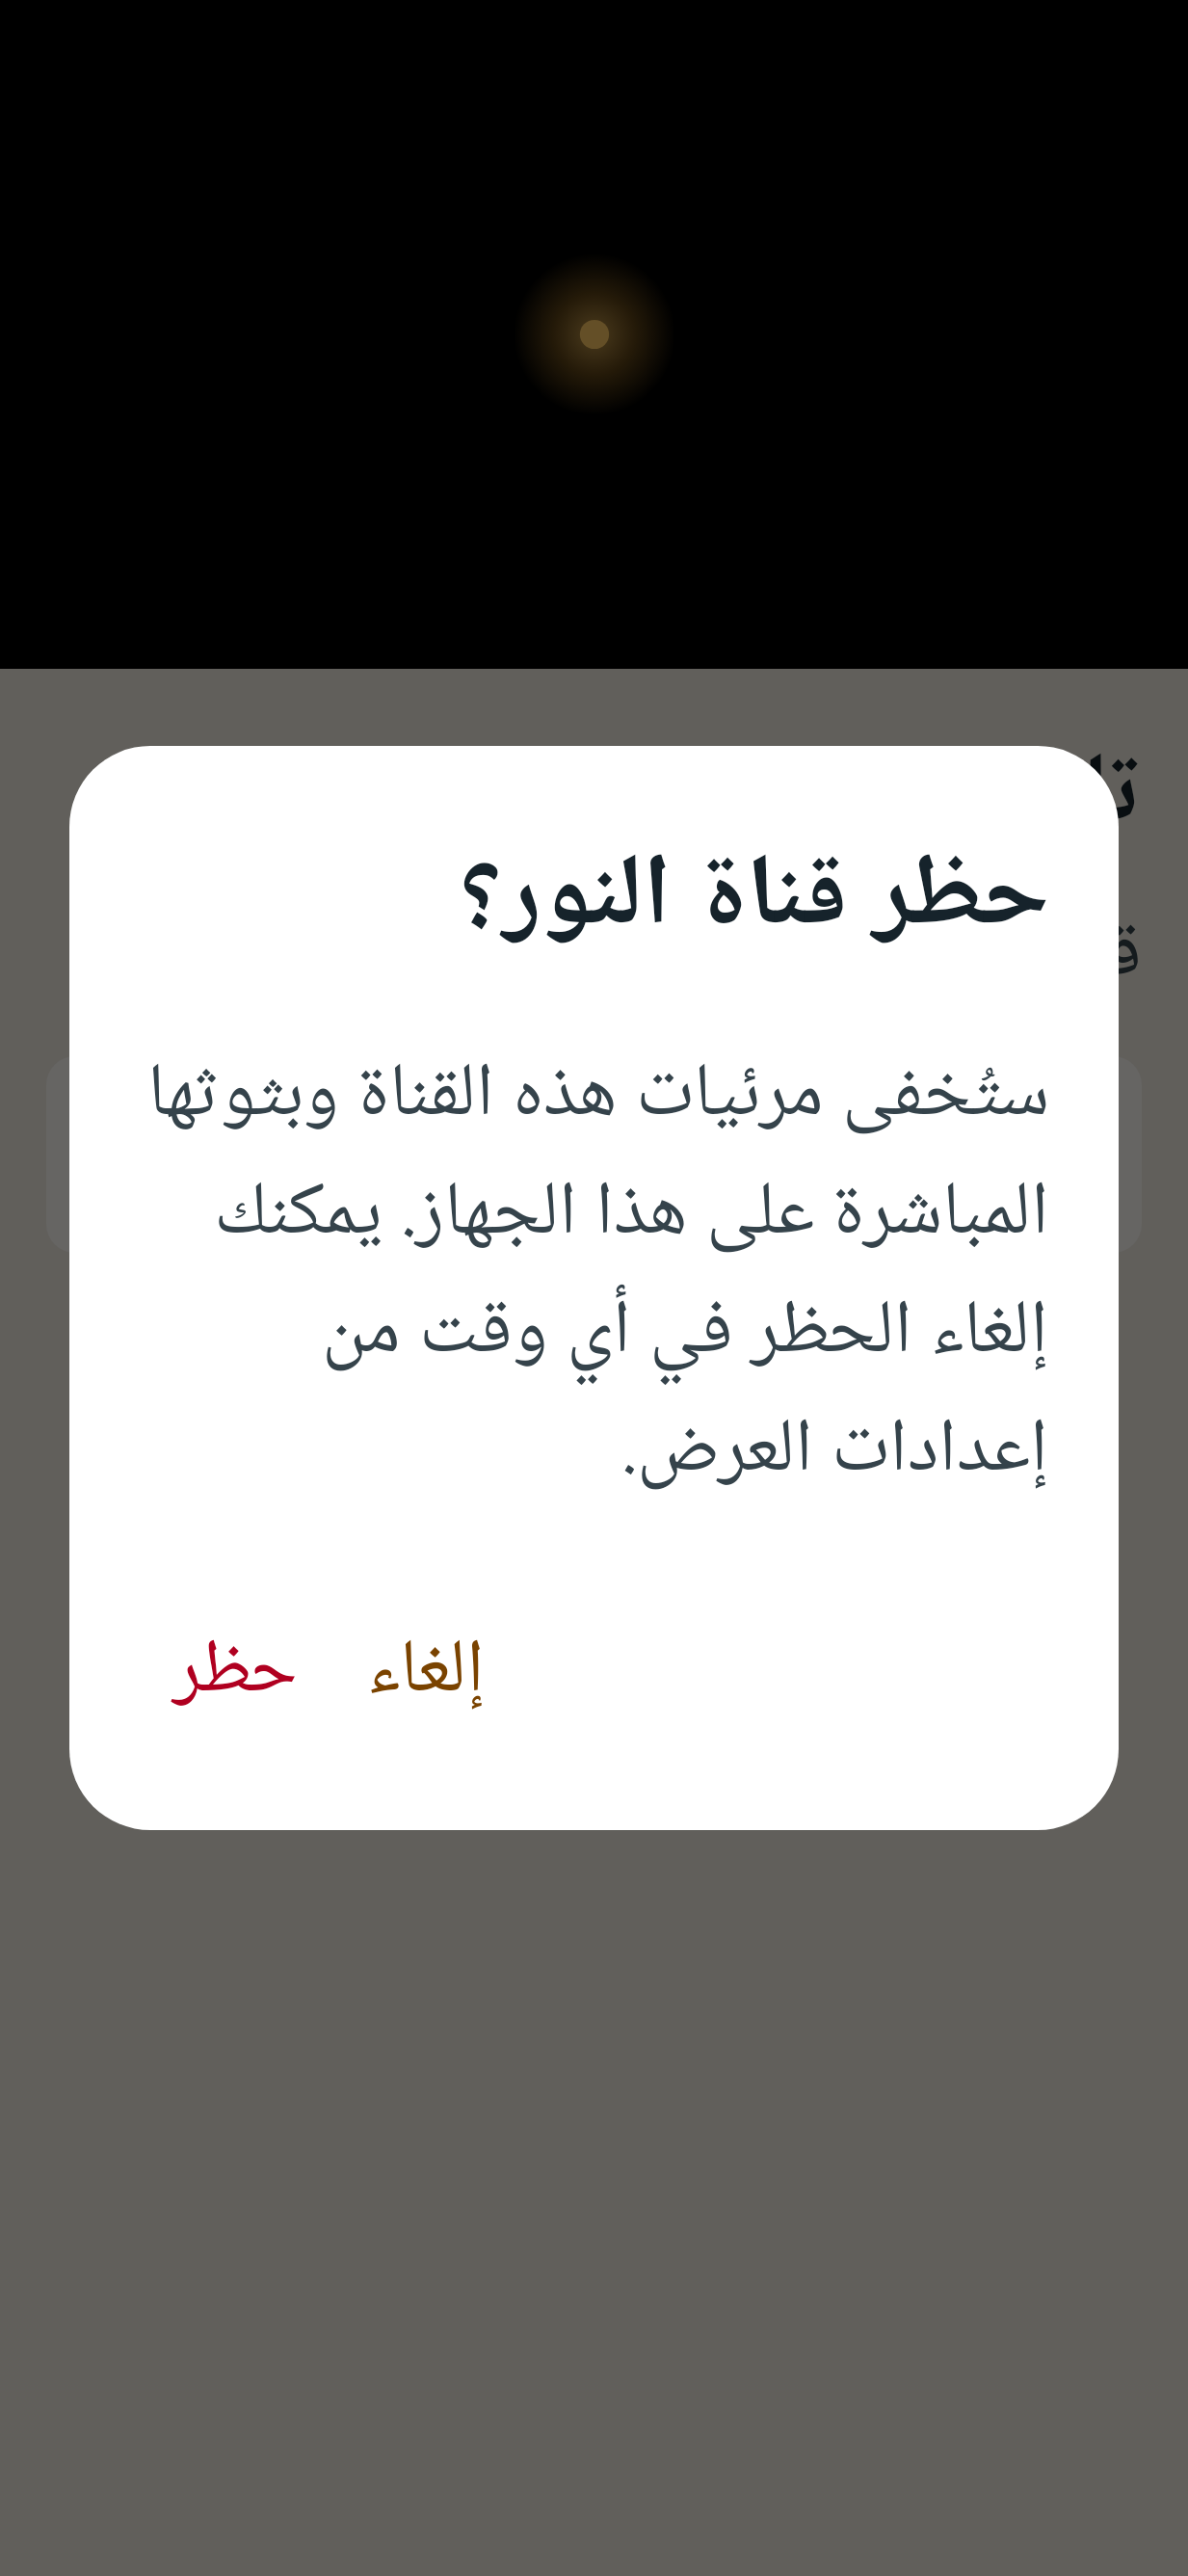 حظر قناة النور؟
ستُخفى مرئيات هذه القناة وبثوثها
المباشرة على هذا الجهاز. يمكنك
إلغاء الحظر في أي وقت من
إعدادات العرض.
إلغاء
حظر